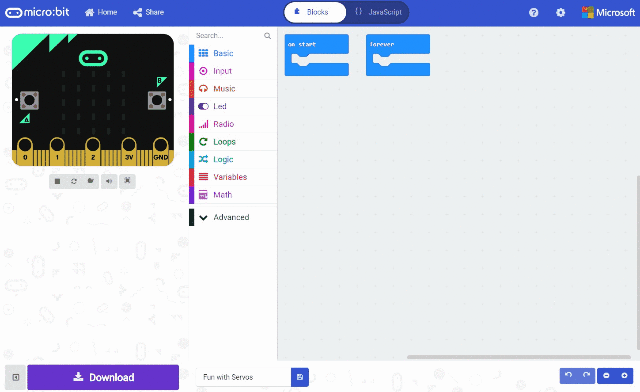 micro:bit
Home
Share
Blocks
{} JavaScript
Microsoft
Search...
Basic
Input
Music
Led
Radio
Loops
Logic
Variables
Math
Advanced
on start
forever
B
A
0 1 2 3V GND
Download
Fun with Servos